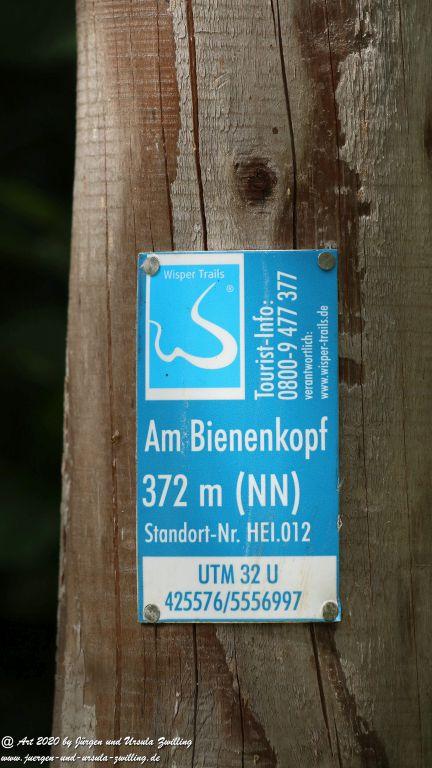 Wisper Trails
®
Tourist-Info:
0800-9 477 377
verantwortlich:
www.wisper-trails.de
Am Bienenkopf
372 m (NN)
Standort-Nr. HEI.012
UTM 32 U
425576/5556997
@ Art 2020 by Jürgen und Ursula Zwilling
www.juergen-und-ursula-zwilling.de